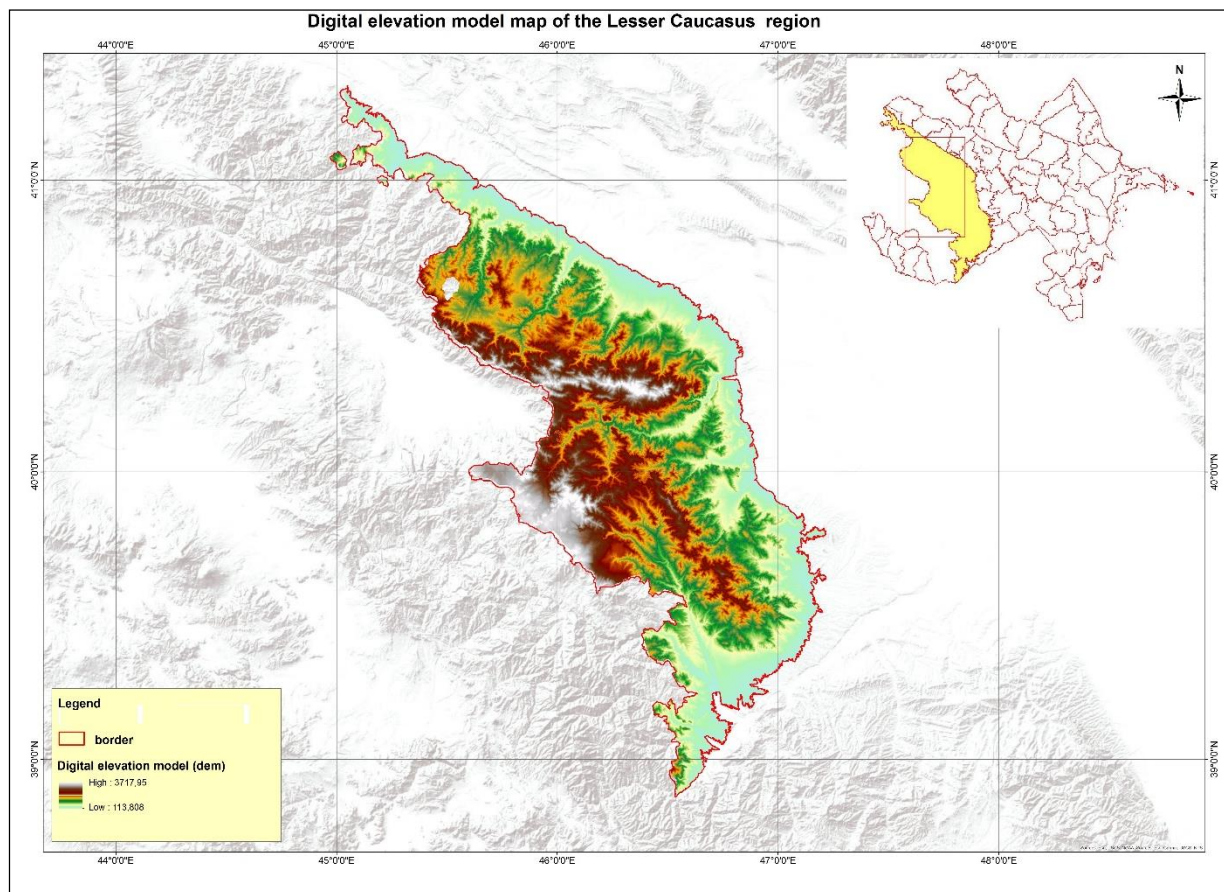 Digital elevation model map of the Lesser Caucasus region
44°0'0"E 45°0'0"E 46°0'0"E 47°0'0"E 48°0'0"E
N
41°0'0"N 41°0'0"N
40°0'0"N 40°0'0"N
39°0'0"N 39°0'0"N
Legend
border
Digital elevation model (dem)
High : 3717,95
Low : 113,808
44°0'0"E 45°0'0"E 46°0'0"E 47°0'0"E 48°0'0"E